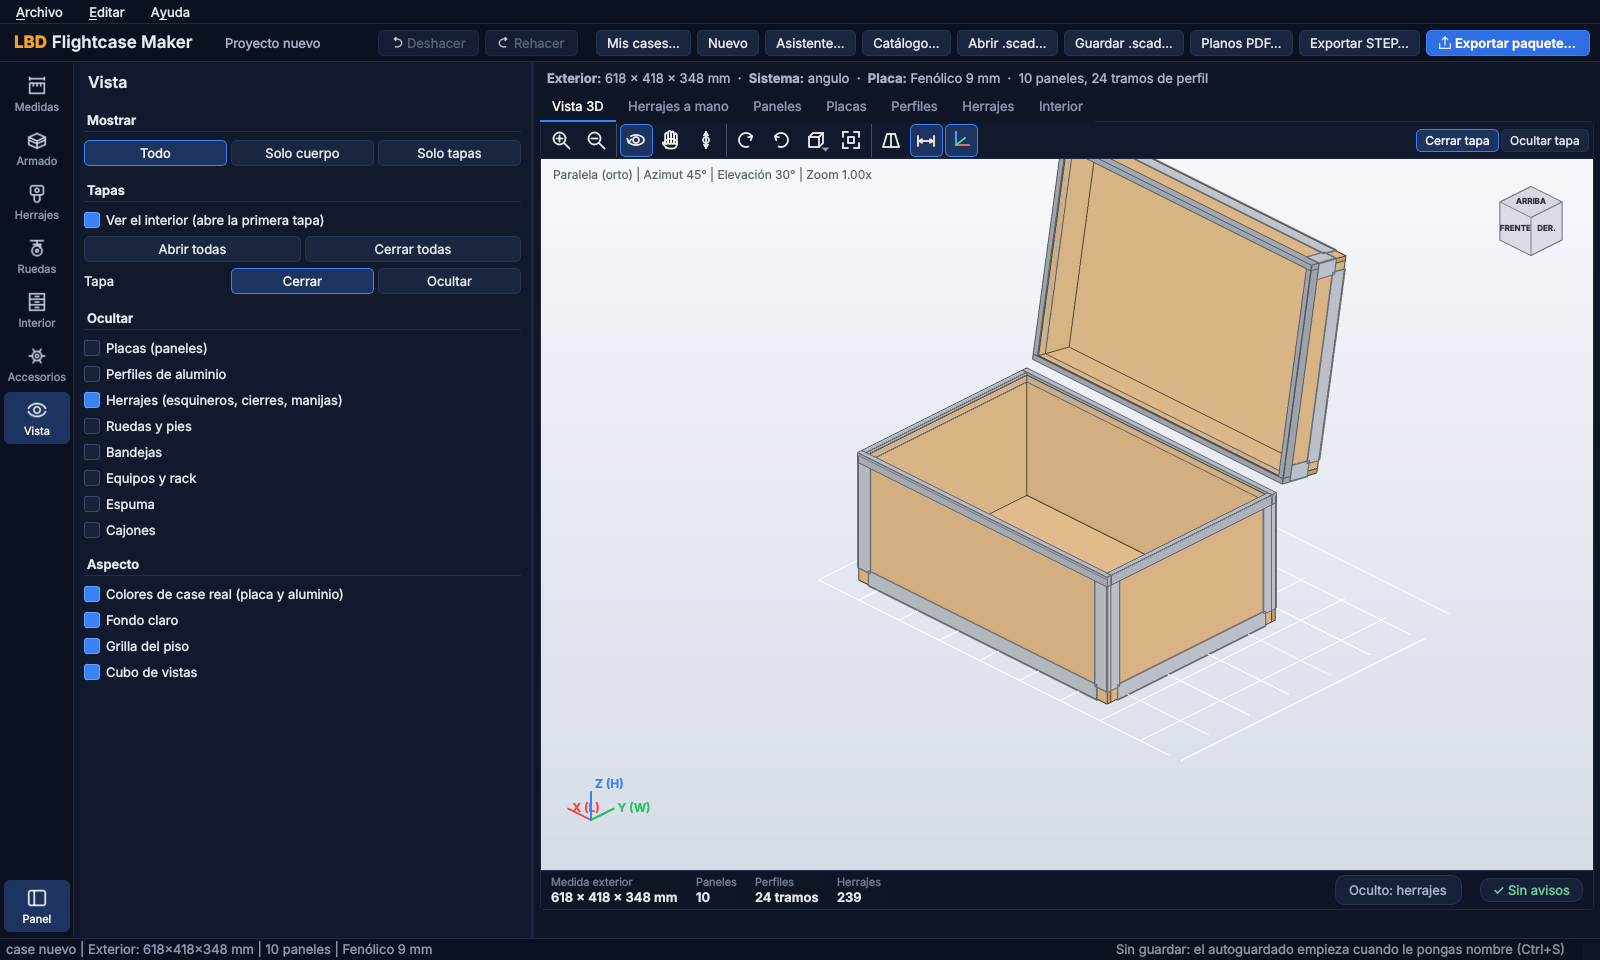 Archivo Editar Ayuda
LBD Flightcase Maker Proyecto nuevo Deshacer Rehacer Mis cases... Nuevo Asistente... Catálogo... Abrir .scad... Guardar .scad... Planos PDF... Exportar STEP... Exportar paquete...
Medidas
Armado
Herrajes
Ruedas
Interior
Accesorios
Vista
Panel
Vista
Mostrar
Todo Solo cuerpo Solo tapas
Tapas
Ver el interior (abre la primera tapa)
Abrir todas Cerrar todas
Tapa Cerrar Ocultar
Ocultar
Placas (paneles)
Perfiles de aluminio
Herrajes (esquineros, cierres, manijas)
Ruedas y pies
Bandejas
Equipos y rack
Espuma
Cajones
Aspecto
Colores de case real (placa y aluminio)
Fondo claro
Grilla del piso
Cubo de vistas
Exterior: 618 × 418 × 348 mm · Sistema: angulo · Placa: Fenólico 9 mm · 10 paneles, 24 tramos de perfil
Vista 3D Herrajes a mano Paneles Placas Perfiles Herrajes Interior
Cerrar tapa Ocultar tapa
Paralela (orto) | Azimut 45° | Elevación 30° | Zoom 1.00x
ARRIBA
FRENTE DER.
Z (H)
X (L) Y (W)
Medida exterior Paneles Perfiles Herrajes
618 × 418 × 348 mm 10 24 tramos 239
Oculto: herrajes ✓ Sin avisos
case nuevo | Exterior: 618×418×348 mm | 10 paneles | Fenólico 9 mm
Sin guardar: el autoguardado empieza cuando le pongas nombre (Ctrl+S)